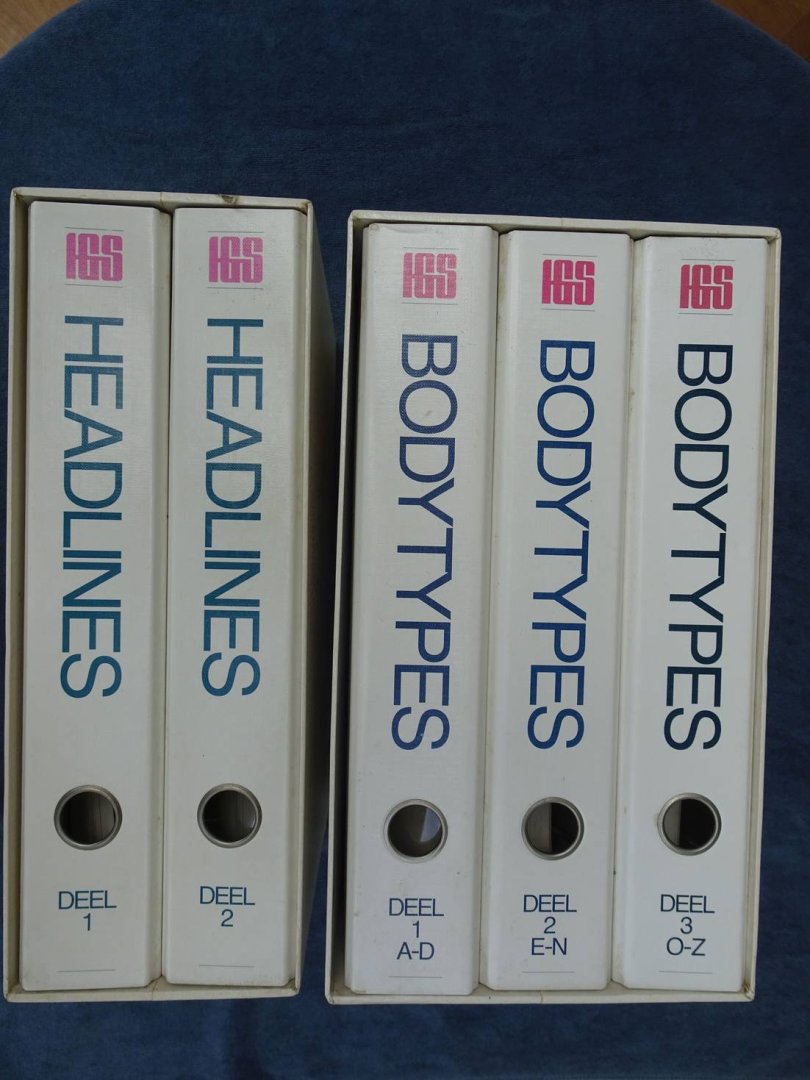 IGS
HEADLINES
DEEL
1
IGS
HEADLINES
DEEL
2
IGS
BODYTYPES
DEEL
1
A-D
IGS
BODYTYPES
DEEL
2
E-N
IGS
BODYTYPES
DEEL
3
O-Z